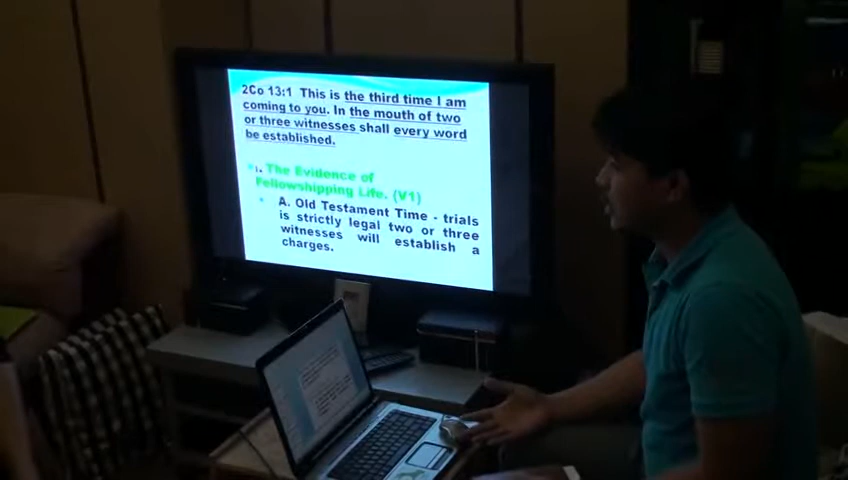 2Co 13:1 This is the third time I am
coming to you. In the mouth of two
or three witnesses shall every word
be established.
1. The Evidence of
Fellowshipping Life. (V1)
A. Old Testament Time - trials
is strictly legal two or three
witnesses will establish a
charges.